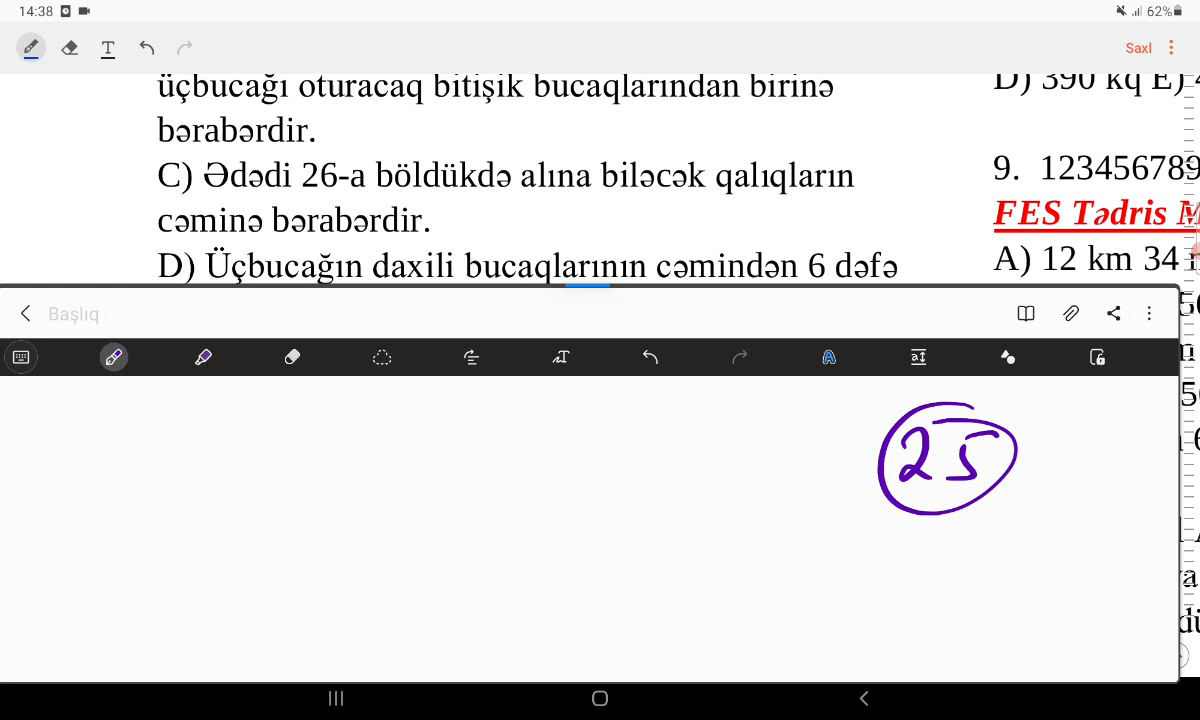 14:38
62%
Saxl
üçbucağı oturacaq bitişik bucaqlarından birinə
bərabərdir.
C) Ədədi 26-a böldükdə alına biləcək qalıqların
cəminə bərabərdir.
D) Üçbucağın daxili bucaqlarının cəmindən 6 dəfə
D) 390 kq E)
9. 123456789
FES Tədris M
A) 12 km 34
Başlıq
25